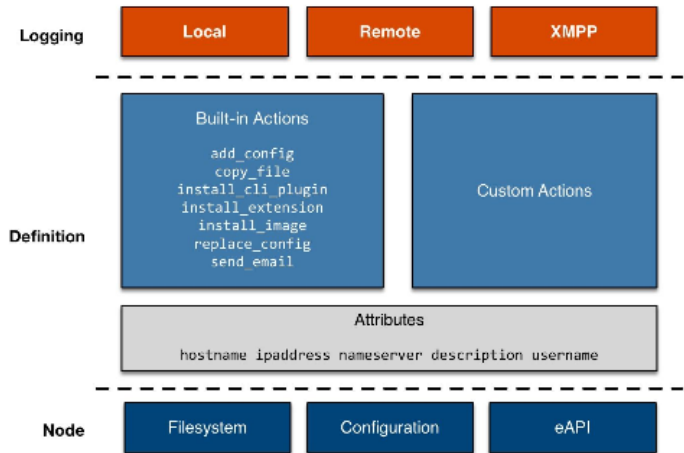 Logging
Local
Remote
XMPP
Definition
Built-in Actions
add_config
copy_file
install_cli_plugin
install_extension
install_image
replace_config
send_email
Custom Actions
Attributes
hostname ipaddress nameserver description username
Node
Filesystem
Configuration
eAPI